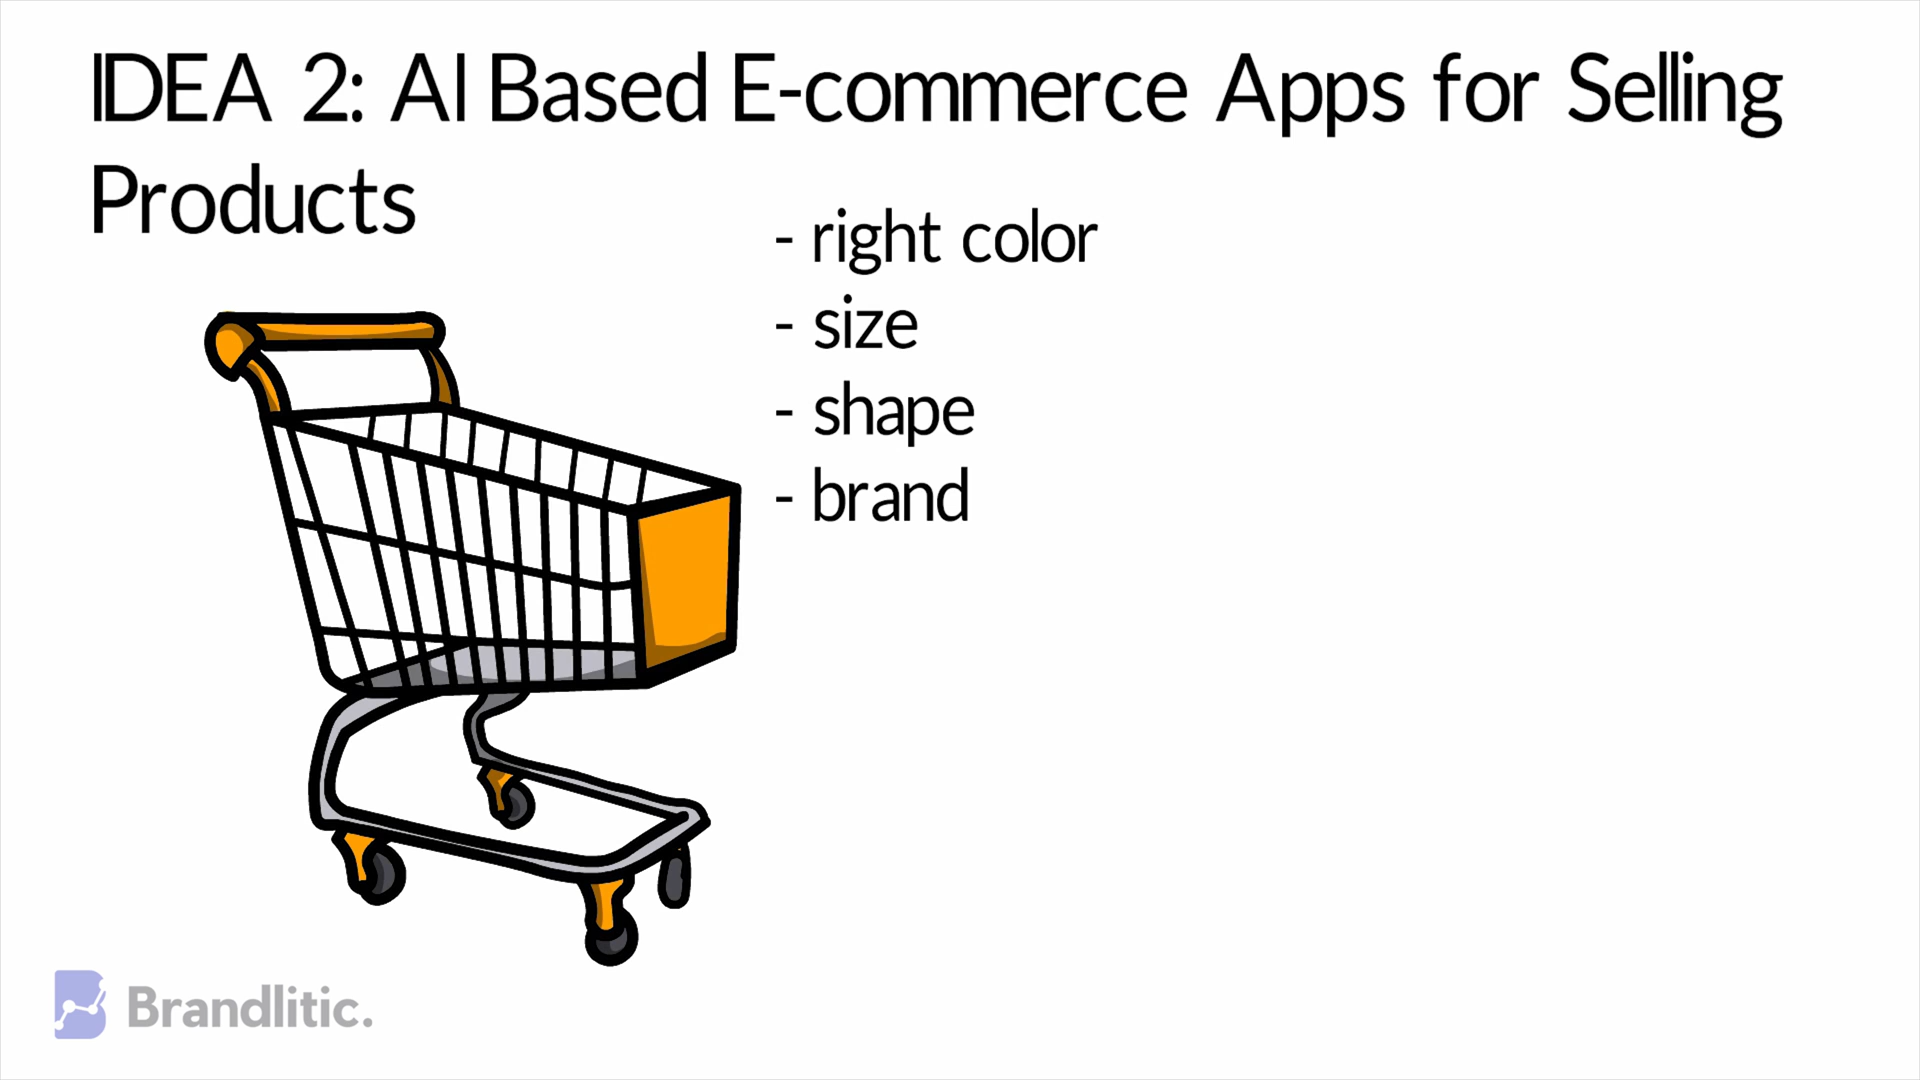 IDEA 2: AI Based E-commerce Apps for Selling
Products
- right color
- size
- shape
- brand
Brandlitic.